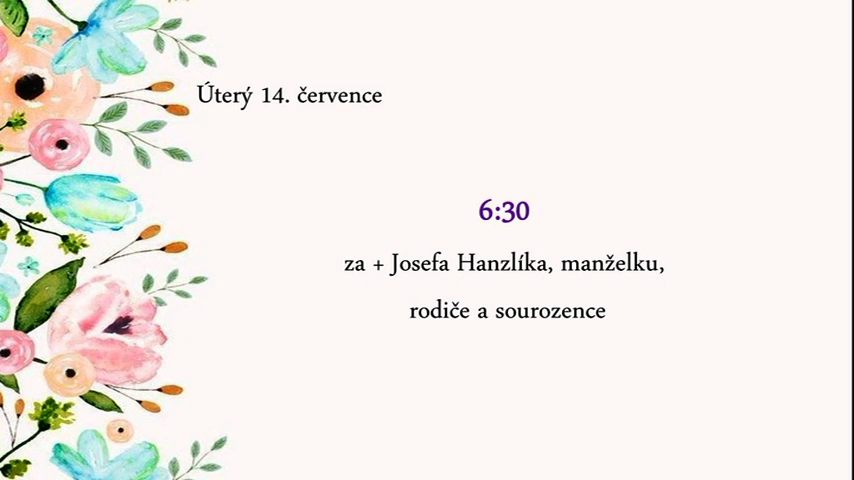 Úterý 14. července
6:30
za + Josefa Hanzlíka, manželku,
rodiče a sourozence